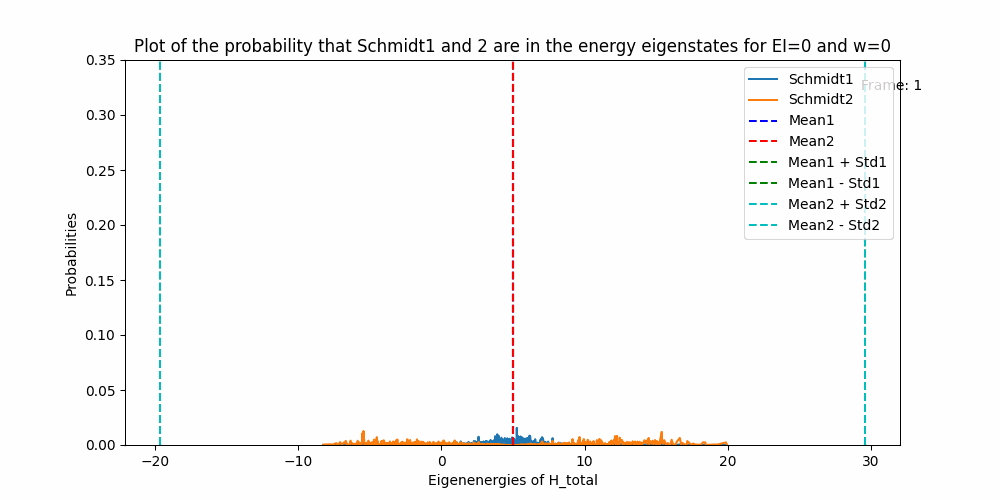 Plot of the probability that Schmidt1 and 2 are in the energy eigenstates for EI=0 and w=0
0.35
0.30
0.25
0.20
0.15
0.10
0.05
0.00
Probabilities
−20
−10
0
10
20
30
Eigenenergies of H_total
Frame: 1
Schmidt1
Schmidt2
Mean1
Mean2
Mean1 + Std1
Mean1 - Std1
Mean2 + Std2
Mean2 - Std2